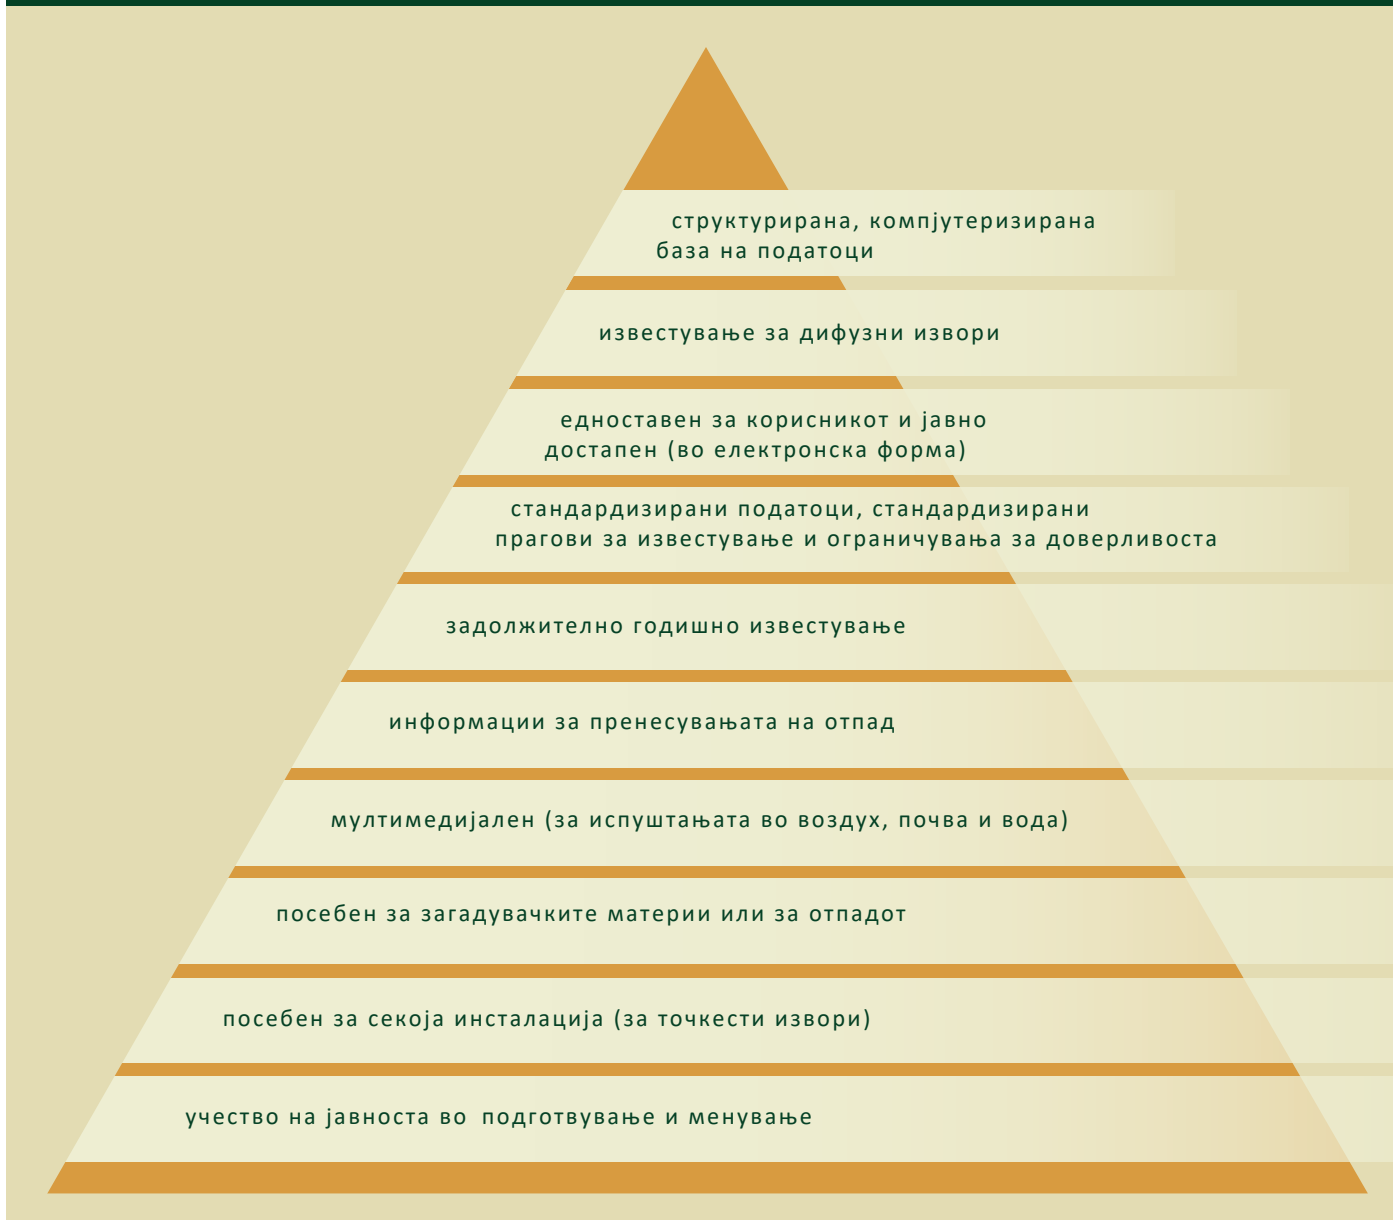 структурирана, компјутеризирана
база на податоци
известување за дифузни извори
едноставен за корисникот и јавно
достапен (во електронска форма)
стандардизирани податоци, стандардизирани
прагови за известување и ограничувања за доверливоста
задолжително годишно известување
информации за пренесувањата на отпад
мултимедијален (за испуштањата во воздух, почва и вода)
посебен за загадувачките материи или за отпадот
посебен за секоја инсталација (за точкести извори)
учество на јавноста во подготвување и менување